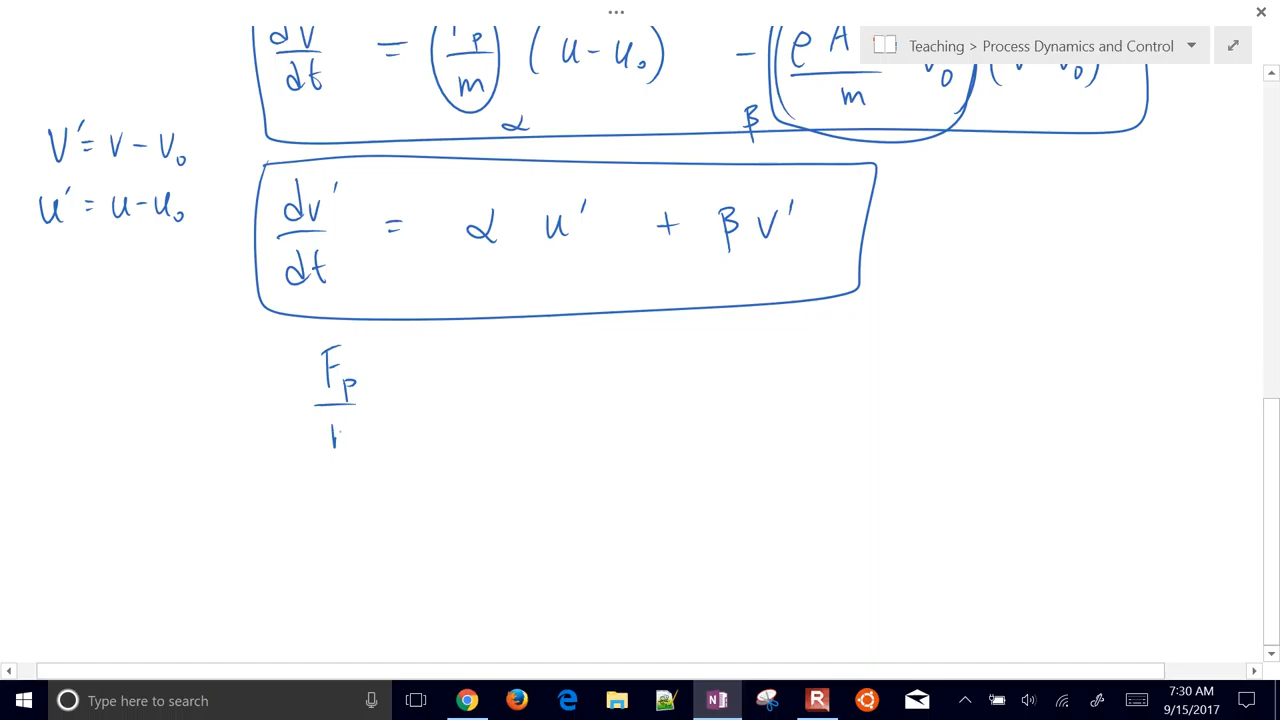 ...
Teaching > Process Dynamics and Control
dv/dt = (Fp/m) (u - u₀) - (ρ A/m v₀) (v - v₀)
α β
v' = v - v₀
u' = u - u₀
dv'/dt = α u' + β v'
Fp
Type here to search
7:30 AM
9/15/2017